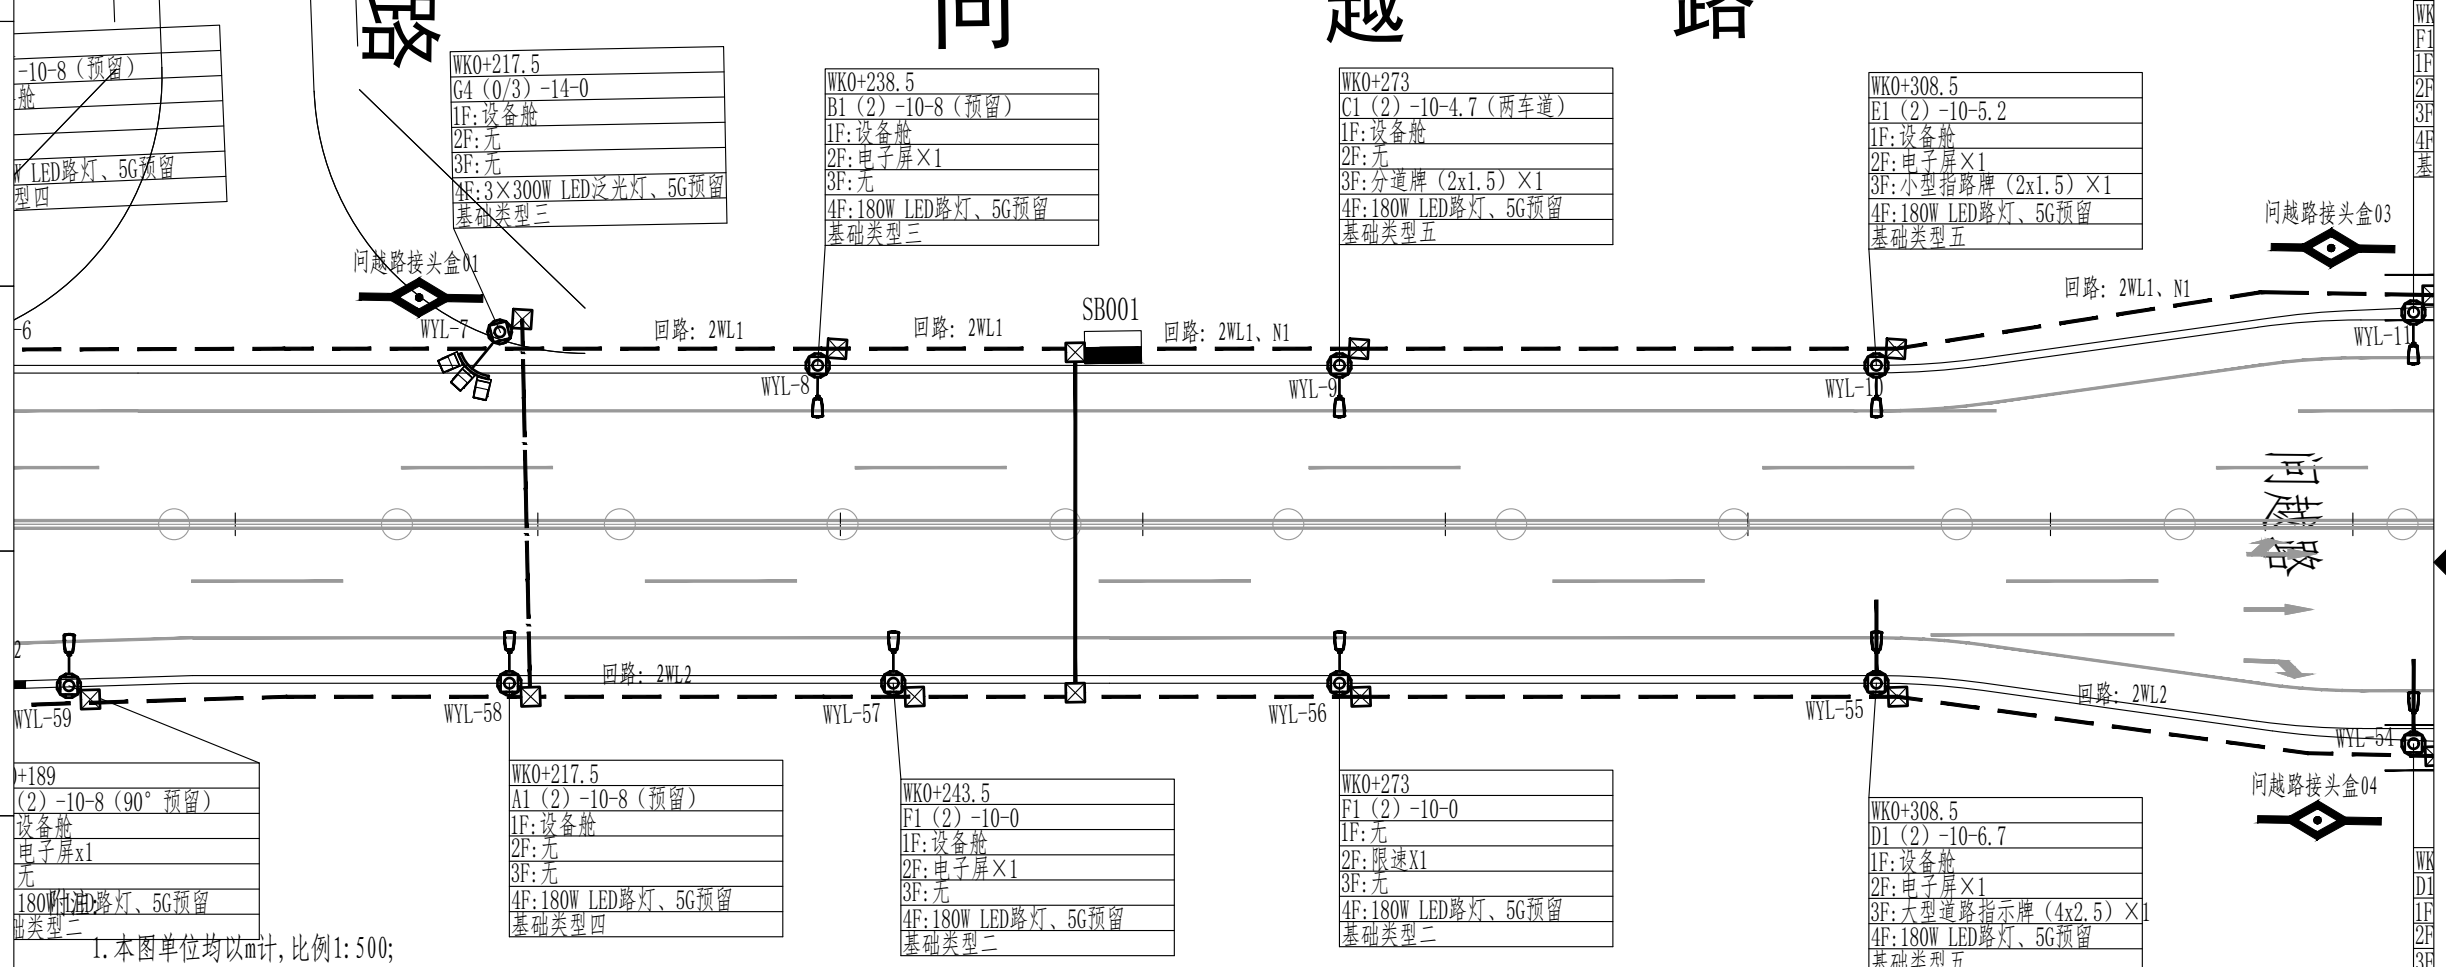 路
问 越 路
-10-8（预留）
舱
W LED路灯、5G预留
型四
WK0+217.5
G4（0/3）-14-0
1F:设备舱
2F:无
3F:无
4F:3×300W LED泛光灯、5G预留
基础类型三
WK0+238.5
B1（2）-10-8（预留）
1F:设备舱
2F:电子屏×1
3F:无
4F:180W LED路灯、5G预留
基础类型三
WK0+273
C1（2）-10-4.7（两车道）
1F:设备舱
2F:无
3F:分道牌（2x1.5）×1
4F:180W LED路灯、5G预留
基础类型五
WK0+308.5
E1（2）-10-5.2
1F:设备舱
2F:电子屏×1
3F:小型指路牌（2x1.5）×1
4F:180W LED路灯、5G预留
基础类型五
WK
F1
1F
2F
3F
4F
基
问越路接头盒01
问越路接头盒03
-6
WYL-7
回路: 2WL1
回路: 2WL1
SB001
回路: 2WL1、N1
回路: 2WL1、N1
WYL-8
WYL-9
WYL-10
WYL-11
问越路
2
回路: 2WL2
回路: 2WL2
WYL-59
WYL-58
WYL-57
WYL-56
WYL-55
WYL-54
问越路接头盒04
+189
（2）-10-8（90°预留）
设备舱
电子屏x1
无
180W LED路灯、5G预留
础类型二
附注:
1.本图单位均以m计,比例1:500;
WK0+217.5
A1（2）-10-8（预留）
1F:设备舱
2F:无
3F:无
4F:180W LED路灯、5G预留
基础类型四
WK0+243.5
F1（2）-10-0
1F:设备舱
2F:电子屏×1
3F:无
4F:180W LED路灯、5G预留
基础类型二
WK0+273
F1（2）-10-0
1F:无
2F:限速X1
3F:无
4F:180W LED路灯、5G预留
基础类型二
WK0+308.5
D1（2）-10-6.7
1F:设备舱
2F:电子屏×1
3F:大型道路指示牌（4x2.5）×1
4F:180W LED路灯、5G预留
基础类型五
WK
D1
1F
2F
3F